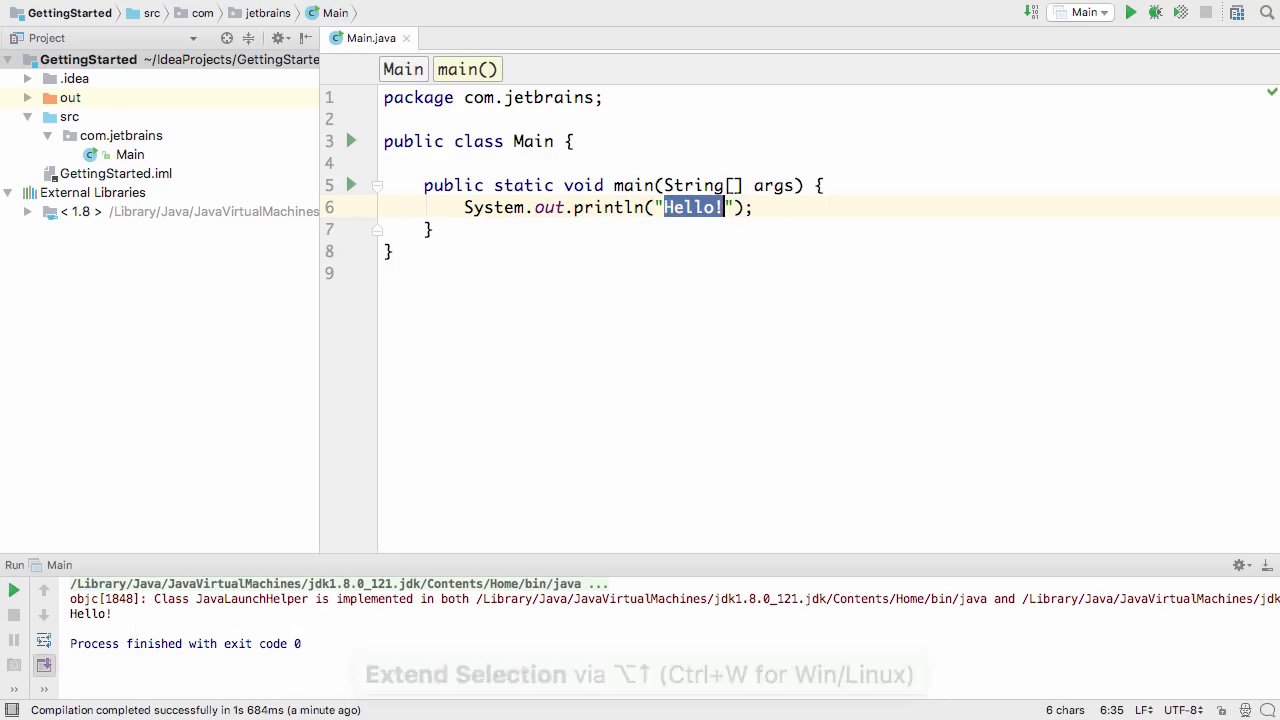 GettingStarted src com jetbrains Main Main
Project
Main.java
GettingStarted ~/IdeaProjects/GettingStarte
.idea
out
src
com.jetbrains
Main
GettingStarted.iml
External Libraries
< 1.8 > /Library/Java/JavaVirtualMachines
Main main()
1 package com.jetbrains;
2
3 public class Main {
4
5 public static void main(String[] args) {
6 System.out.println("Hello!");
7 }
8 }
9
Run Main
/Library/Java/JavaVirtualMachines/jdk1.8.0_121.jdk/Contents/Home/bin/java ...
objc[1848]: Class JavaLaunchHelper is implemented in both /Library/Java/JavaVirtualMachines/jdk1.8.0_121.jdk/Contents/Home/bin/java and /Library/Java/JavaVirtualMachines/jd
Hello!
Process finished with exit code 0
Extend Selection via ⌥↑ (Ctrl+W for Win/Linux)
Compilation completed successfully in 1s 684ms (a minute ago) 6 chars 6:35 LF UTF-8